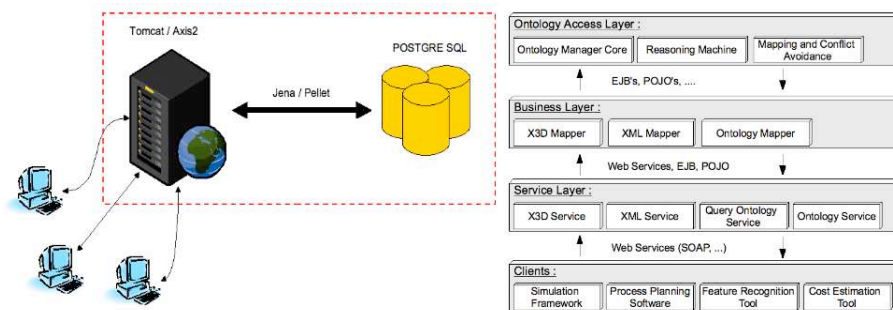 Tomcat / Axis2
POSTGRE SQL
Jena / Pellet
Ontology Access Layer :
Ontology Manager Core
Reasoning Machine
Mapping and Conflict
Avoidance
EJB's, POJO's, ....
Business Layer :
X3D Mapper
XML Mapper
Ontology Mapper
Web Services, EJB, POJO
Service Layer :
X3D Service
XML Service
Query Ontology
Service
Ontology Service
Web Services (SOAP, ...)
Clients :
Simulation
Framework
Process Planning
Software
Feature Recognition
Tool
Cost Estimation
Tool